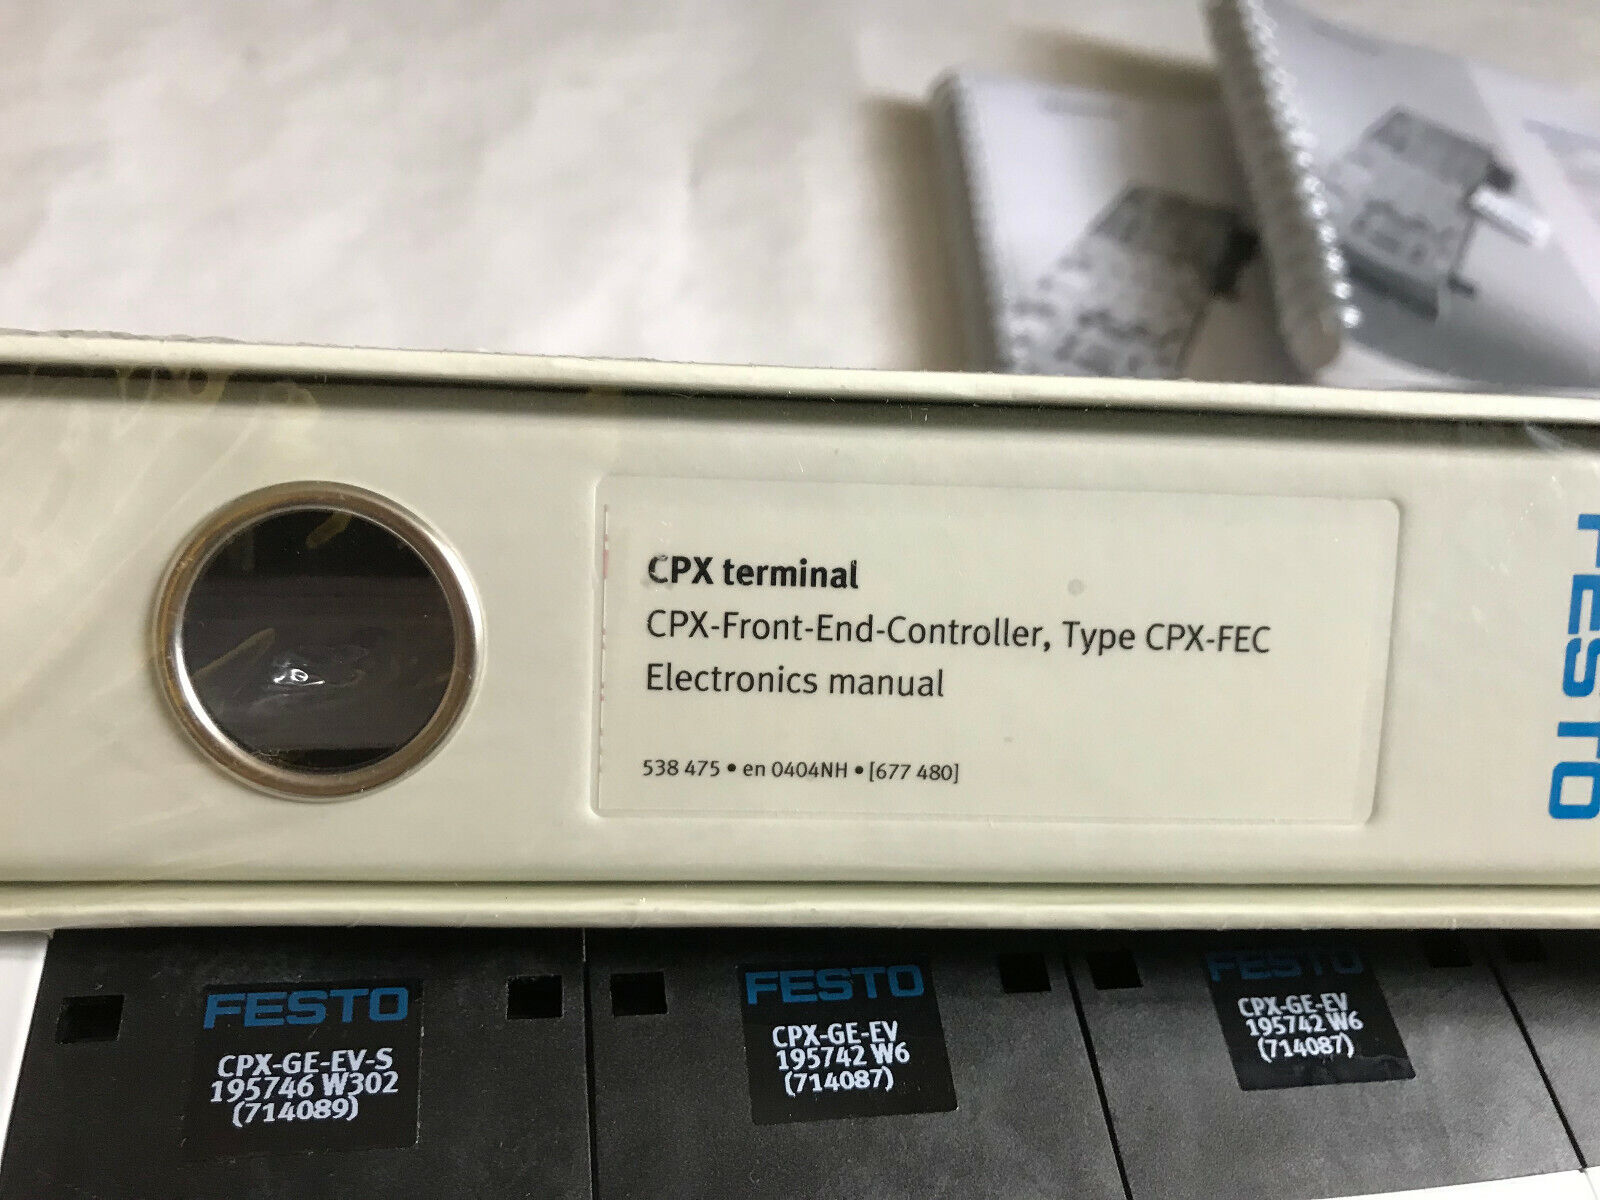 CPX terminal
CPX-Front-End-Controller, Type CPX-FEC
Electronics manual
538 475 • en 0404NH • [677 480]
FESTO
FESTO
CPX-GE-EV-S
195746 W302
(714089)
FESTO
CPX-GE-EV
195742 W6
(714087)
FESTO
CPX-GE-EV
195742 W6
(714087)